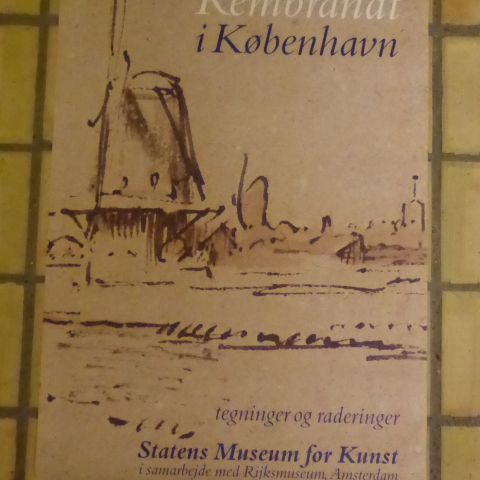 Rembrandt
i København
tegninger og raderinger
Statens Museum for Kunst
i samarbejde med Rijksmuseum, Amsterdam